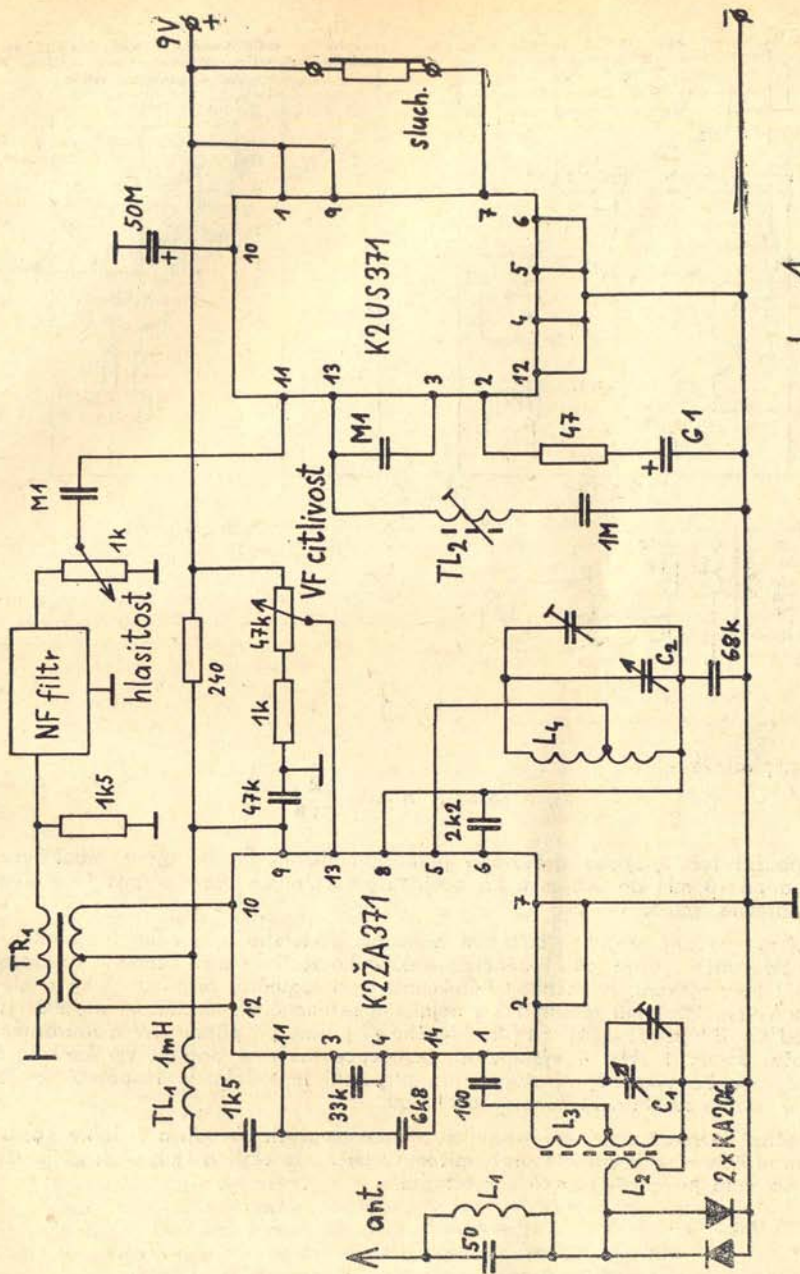 9V +
sluch.
50M
+
10
1
9
7
K2US371
11
13
3
2
12
4
5
6
M1
M1
TL2
1M
47
+
G1
NF filtr
1k
hlasitost
1k5
240
47k
1k
VF citlivost
47k
TR1
12
10
9
13
8
5
6
7
2
K2ŽA371
11
3
4
14
1
TL1 1mH
1k5
33k
6k8
100
2k2
L4
C2
68k
ant.
50
L1
L2
L3
C1
2×KA206